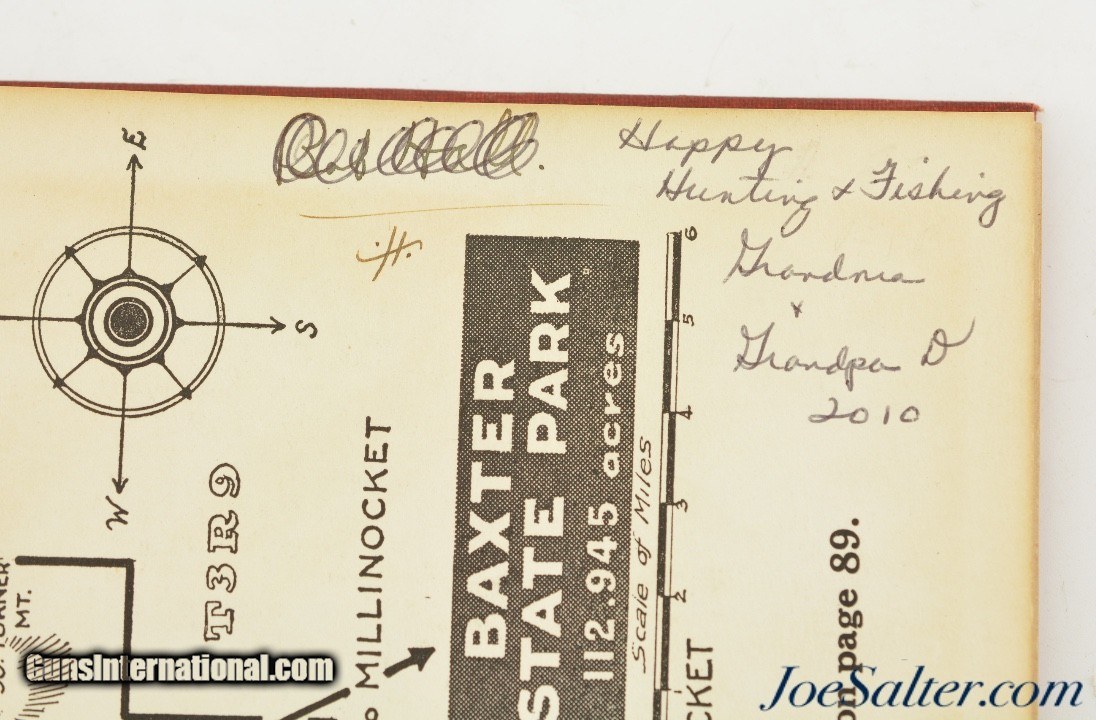 Happy
Hunting & Fishing
Grandma
&
Grandpa D
2010
H.
E
S
W
T3R9
MILLINOCKET
BAXTER
STATE PARK
112.945 acres
Scale of Miles
6
5
4
3
2
MT.
CKET
on page 89.
GunsInternational.com
JoeSalter.com